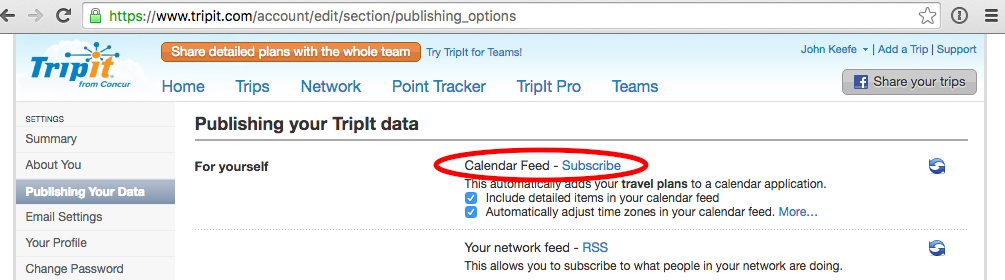 https://www.tripit.com/account/edit/section/publishing_options
Share detailed plans with the whole team Try TripIt for Teams! John Keefe | Add a Trip | Support
TripIt
from Concur
Home Trips Network Point Tracker TripIt Pro Teams
f Share your trips
SETTINGS
Summary
About You
Publishing Your Data
Email Settings
Your Profile
Change Password
Publishing your TripIt data
For yourself
Calendar Feed - Subscribe
This automatically adds your travel plans to a calendar application.
Include detailed items in your calendar feed
Automatically adjust time zones in your calendar feed. More...
Your network feed - RSS
This allows you to subscribe to what people in your network are doing.